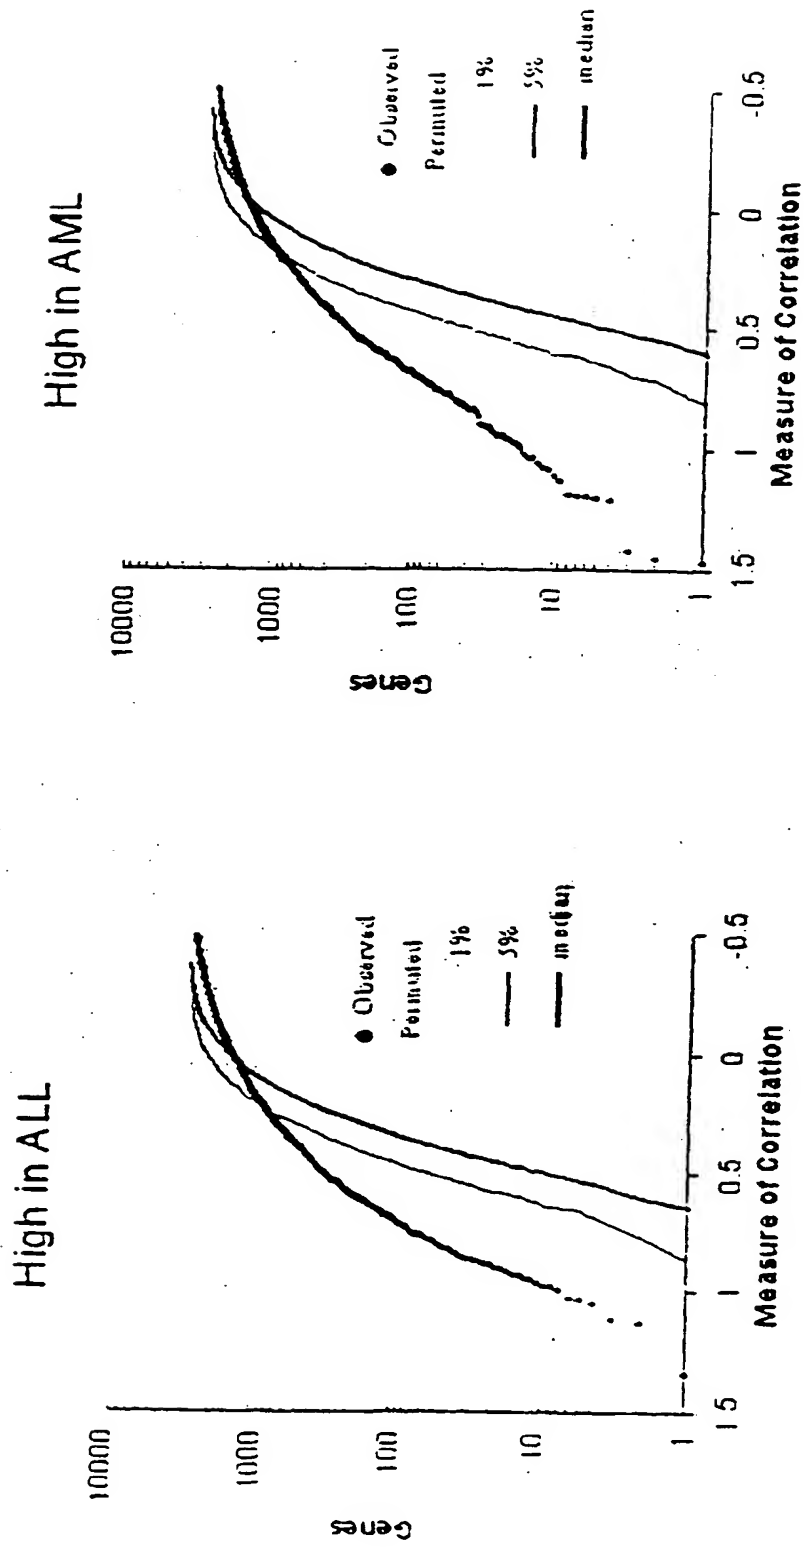 High in ALL
Genes
10000
1000
100
10
1
1.5
1
0.5
0
-0.5
Measure of Correlation
Observed
Permuted
1%
5%
median
High in AML
Genes
10000
1000
100
10
1
1.5
1
0.5
0
-0.5
Measure of Correlation
Observed
Permuted
1%
5%
median